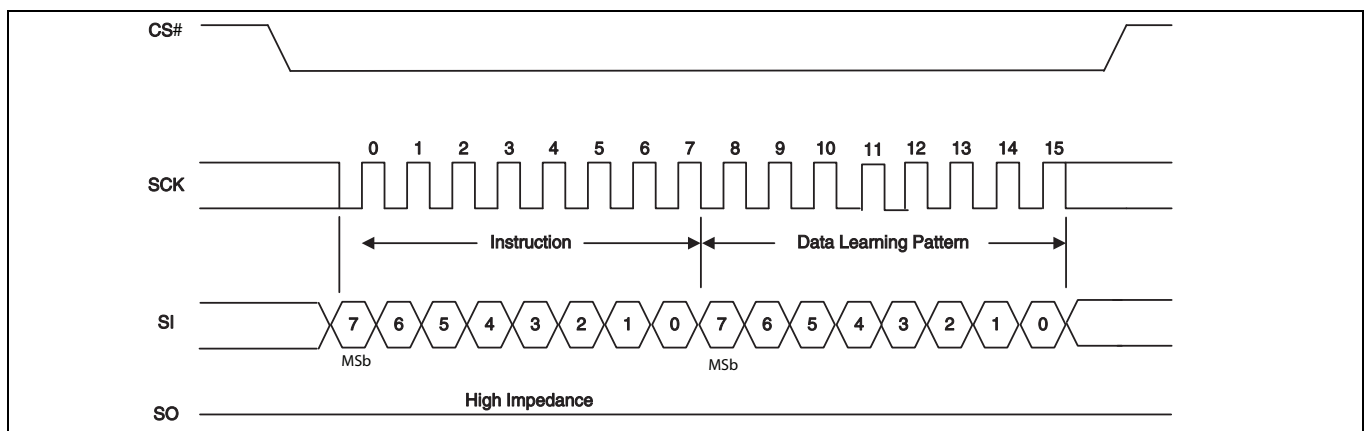 CS#
0 1 2 3 4 5 6 7 8 9 10 11 12 13 14 15
SCK
Instruction Data Learning Pattern
SI 7 6 5 4 3 2 1 0 7 6 5 4 3 2 1 0
MSb MSb
High Impedance
SO